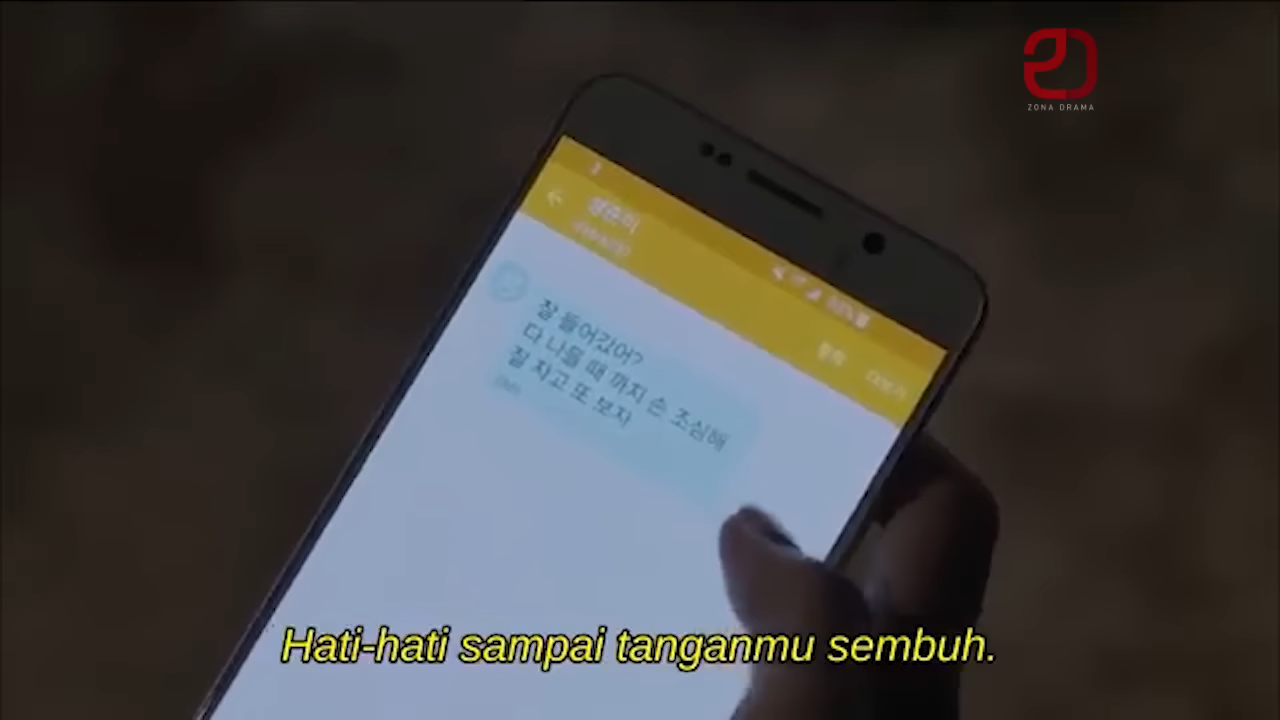 ZONA DRAMA
잘 들어갔어?
다 나을 때 까지 손 조심해
잘 자고 또 보자
Hati-hati sampai tanganmu sembuh.